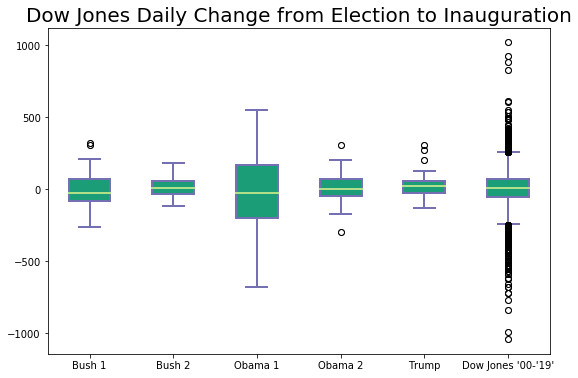 Dow Jones Daily Change from Election to Inauguration
1000
500
0
−500
−1000
Bush 1 Bush 2 Obama 1 Obama 2 Trump Dow Jones '00-'19'